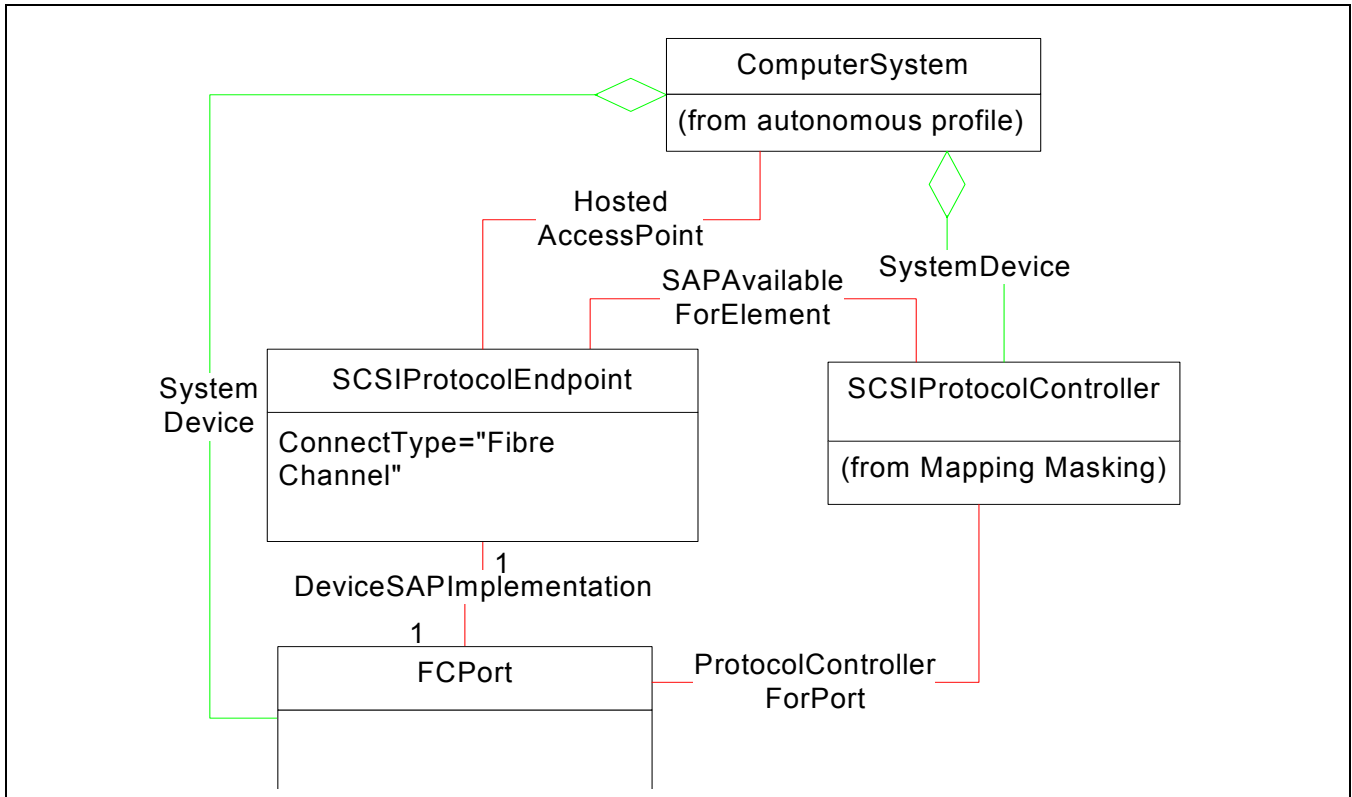 ComputerSystem
(from autonomous profile)
Hosted
AccessPoint
SystemDevice
SAPAvailable
ForElement
SCSIProtocolEndpoint
ConnectType="Fibre
Channel"
SCSIProtocolController
(from Mapping Masking)
System
Device
1
DeviceSAPImplementation
1
FCPort
ProtocolController
ForPort